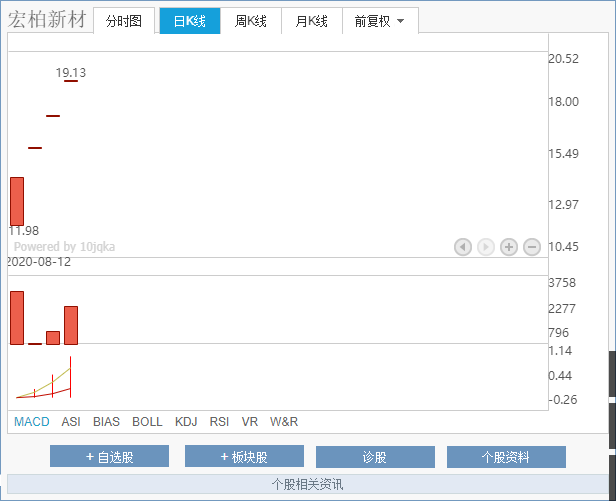 宏柏新材 分时图 日K线 周K线 月K线 前复权
20.52
19.13
18.00
15.49
12.97
11.98
Powered by 10jqka
10.45
2020-08-12
3758
2277
796
1.14
0.44
-0.26
MACD ASI BIAS BOLL KDJ RSI VR W&R
+ 自选股 + 板块股 诊股 个股资料
个股相关资讯